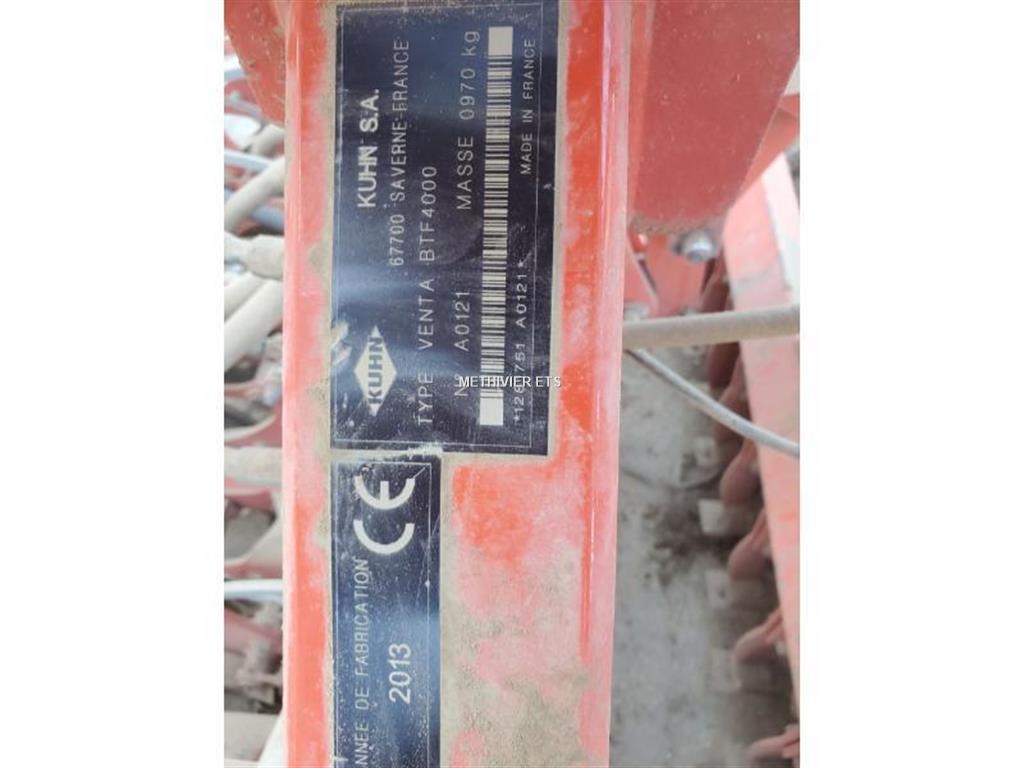 KUHN S.A.
67700 SAVERNE-FRANCE
KUHN
TYPE VENTA BTF4000
N° A0121 MASSE 0970 kg
A0121*
MADE IN FRANCE
METHIVIER ETS
CE
DE FABRICATION
2013